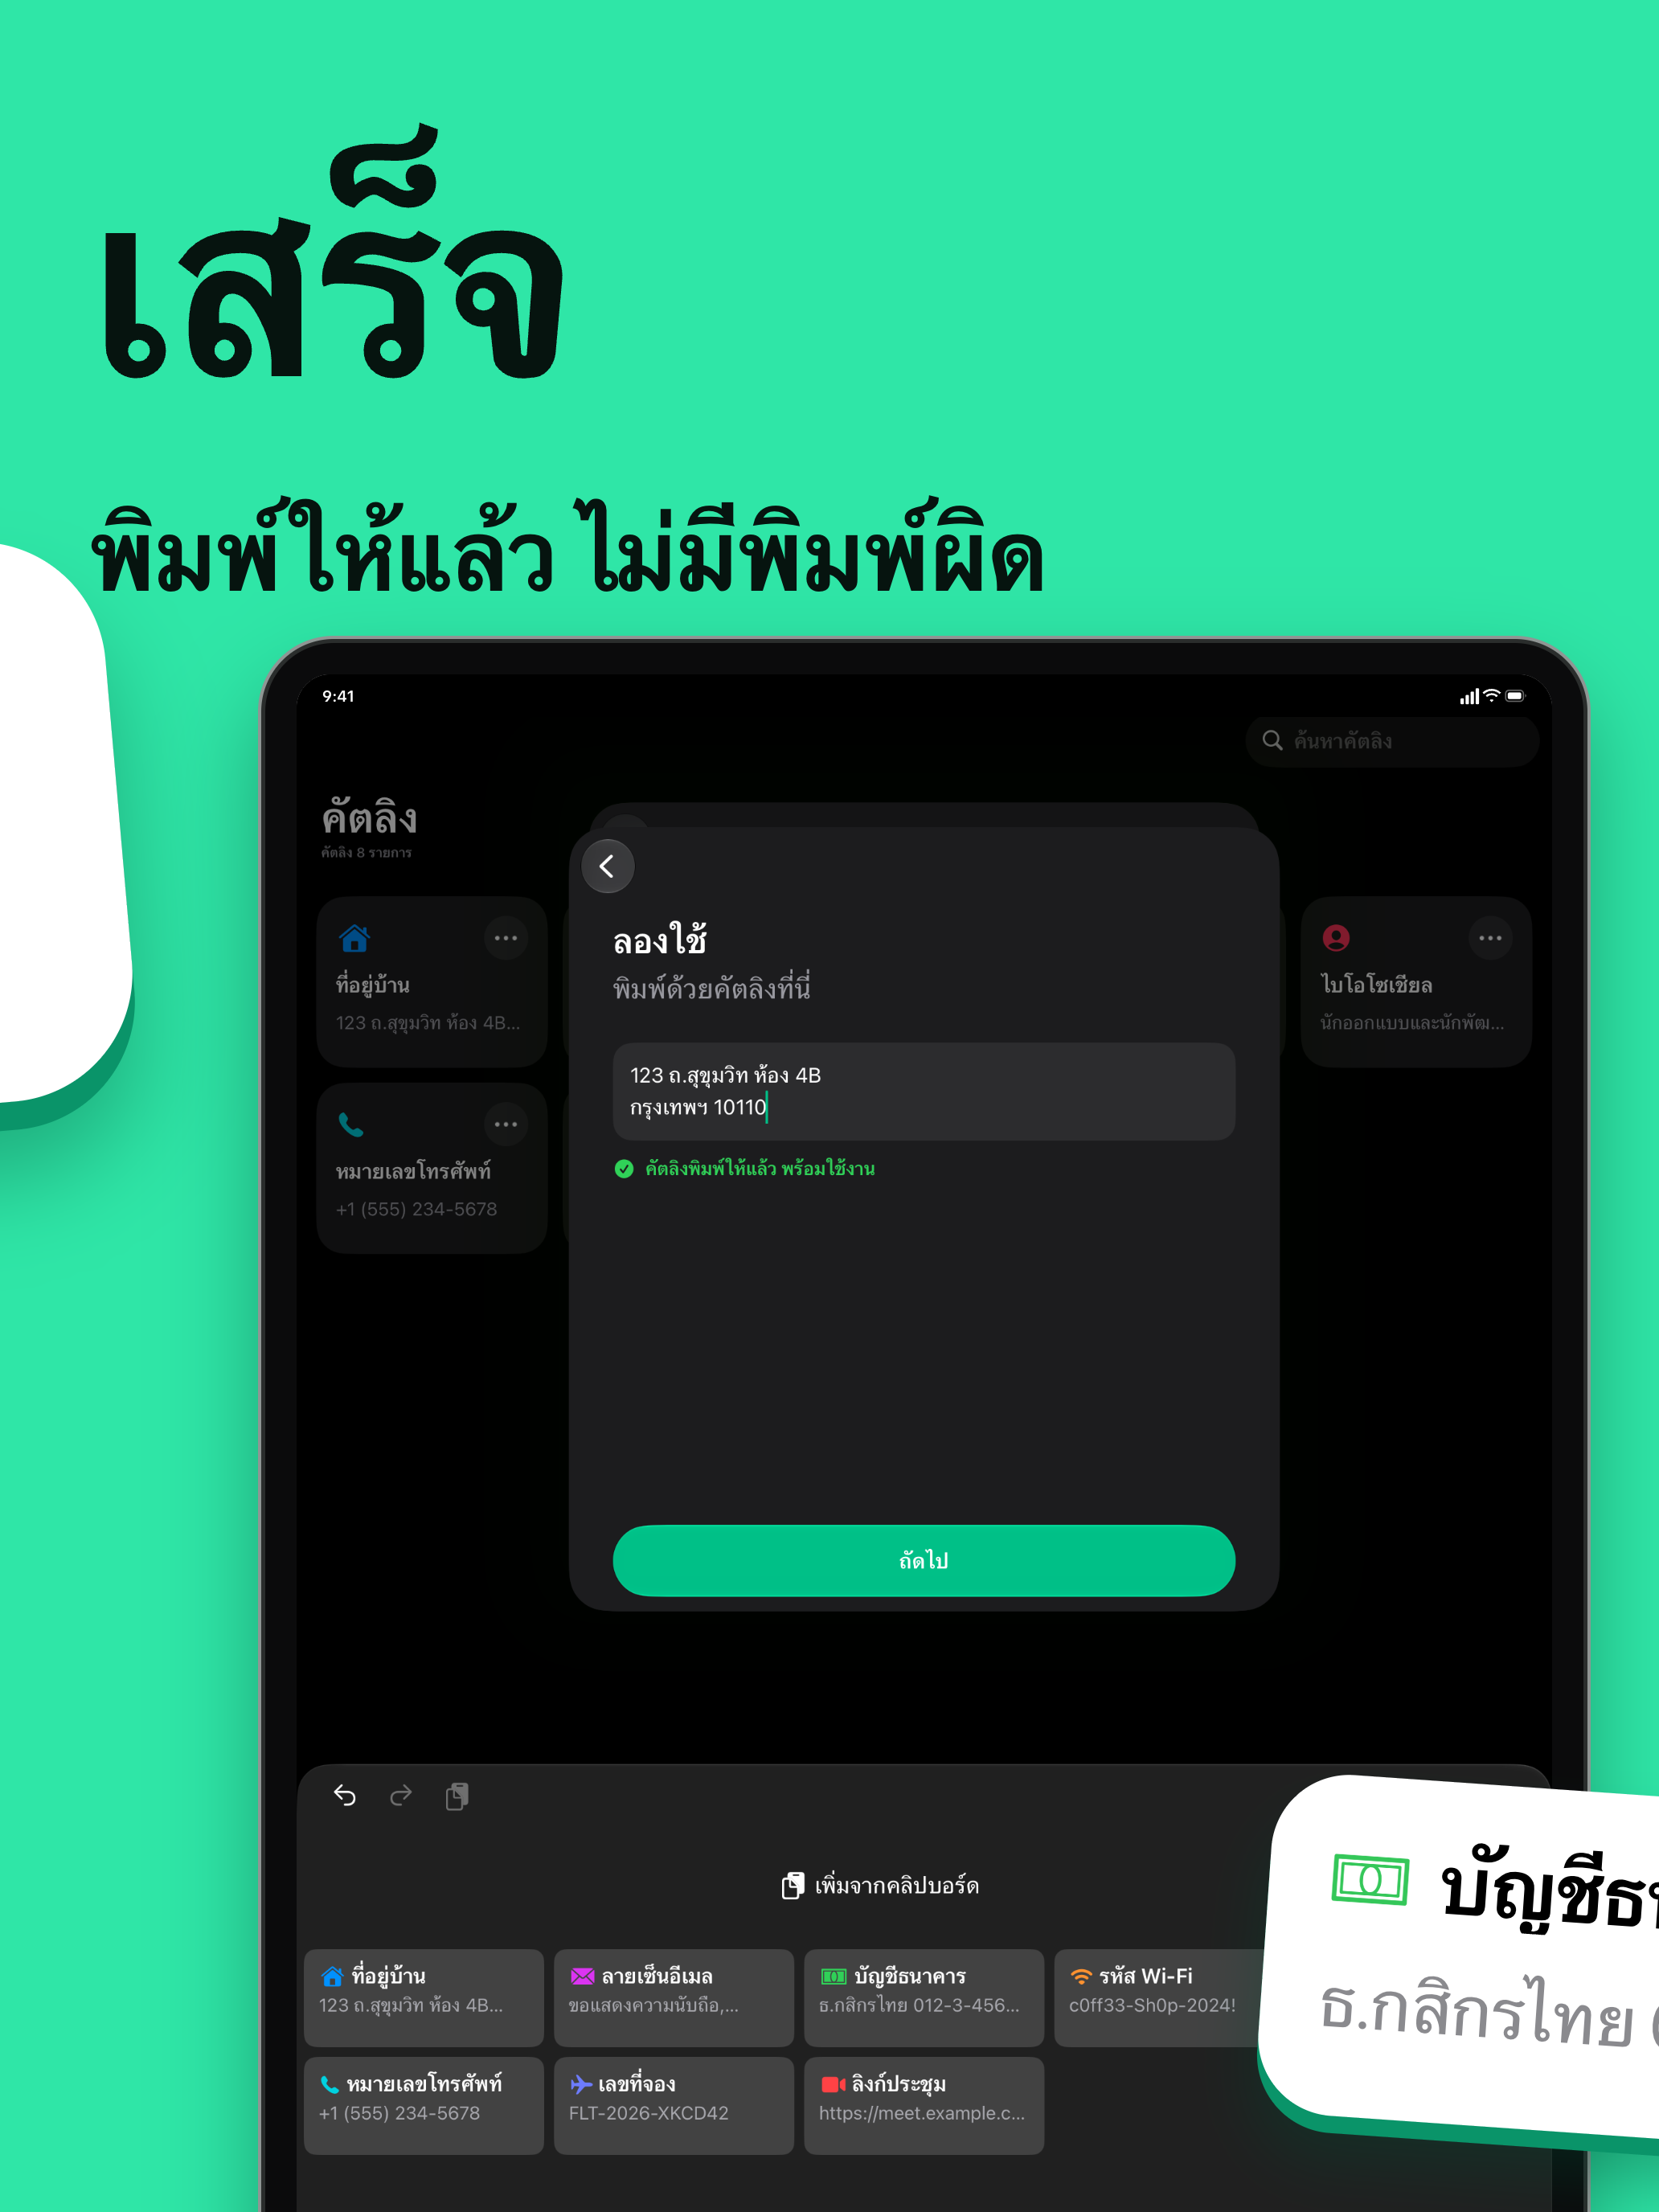 เสร็จ
พิมพ์ให้แล้ว ไม่มีพิมพ์ผิด
9:41
ค้นหาคัตลิง
คัตลิง
คัตลิง 8 รายการ
ที่อยู่บ้าน
123 ถ.สุขุมวิท ห้อง 4B...
ไบโอโซเชียล
นักออกแบบและนักพัฒ...
หมายเลขโทรศัพท์
+1 (555) 234-5678
ลองใช้
พิมพ์ด้วยคัตลิงที่นี่
123 ถ.สุขุมวิท ห้อง 4B
กรุงเทพฯ 10110
คัตลิงพิมพ์ให้แล้ว พร้อมใช้งาน
ถัดไป
เพิ่มจากคลิปบอร์ด
ที่อยู่บ้าน
123 ถ.สุขุมวิท ห้อง 4B...
ลายเซ็นอีเมล
ขอแสดงความนับถือ,...
บัญชีธนาคาร
ธ.กสิกรไทย 012-3-456...
รหัส Wi-Fi
c0ff33-Sh0p-2024!
หมายเลขโทรศัพท์
+1 (555) 234-5678
เลขที่จอง
FLT-2026-XKCD42
ลิงก์ประชุม
https://meet.example.c...
บัญชีธ
ธ.กสิกรไทย